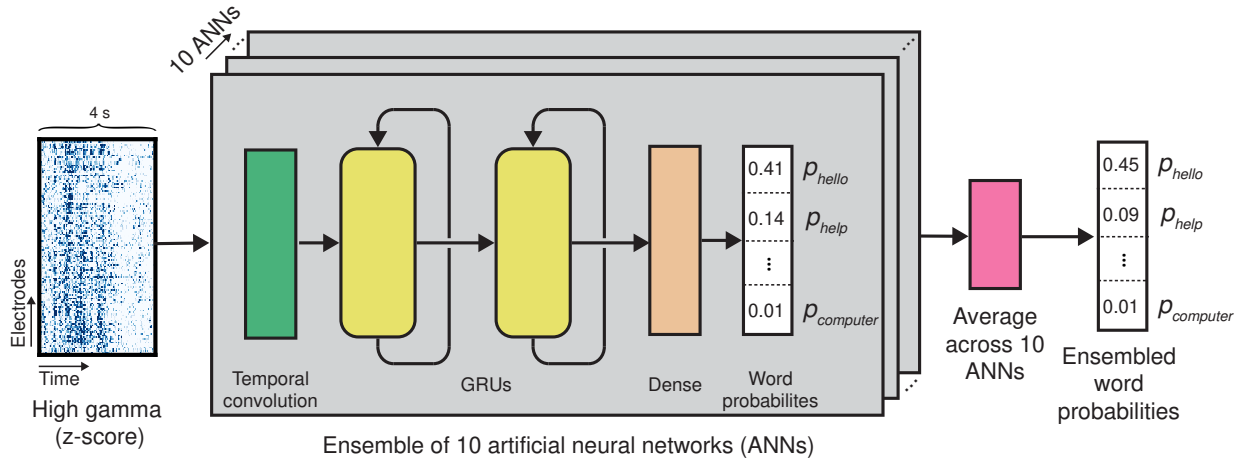 10 ANNs
4 s
Electrodes
Time
High gamma
(z-score)
Temporal
convolution
GRUs
Dense
Word
probabilites
0.41
0.14
⋮
0.01
p_hello
p_help
p_computer
Ensemble of 10 artificial neural networks (ANNs)
Average
across 10
ANNs
0.45
0.09
⋮
0.01
p_hello
p_help
p_computer
Ensembled
word
probabilities